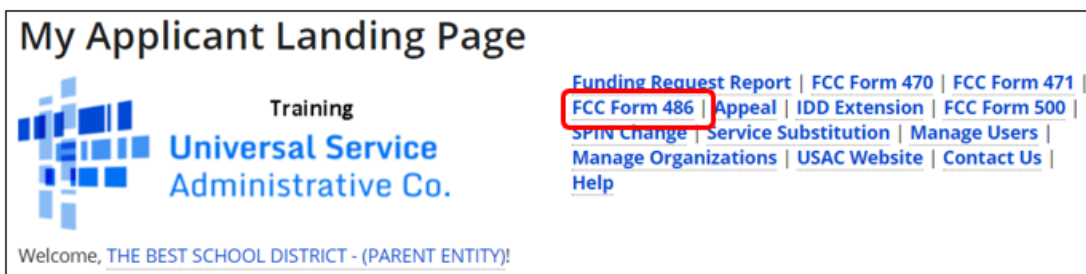 My Applicant Landing Page
Training
Universal Service
Administrative Co.
Funding Request Report | FCC Form 470 | FCC Form 471 |
FCC Form 486 | Appeal | IDD Extension | FCC Form 500 |
SPIN Change | Service Substitution | Manage Users |
Manage Organizations | USAC Website | Contact Us |
Help
Welcome, THE BEST SCHOOL DISTRICT - (PARENT ENTITY)!